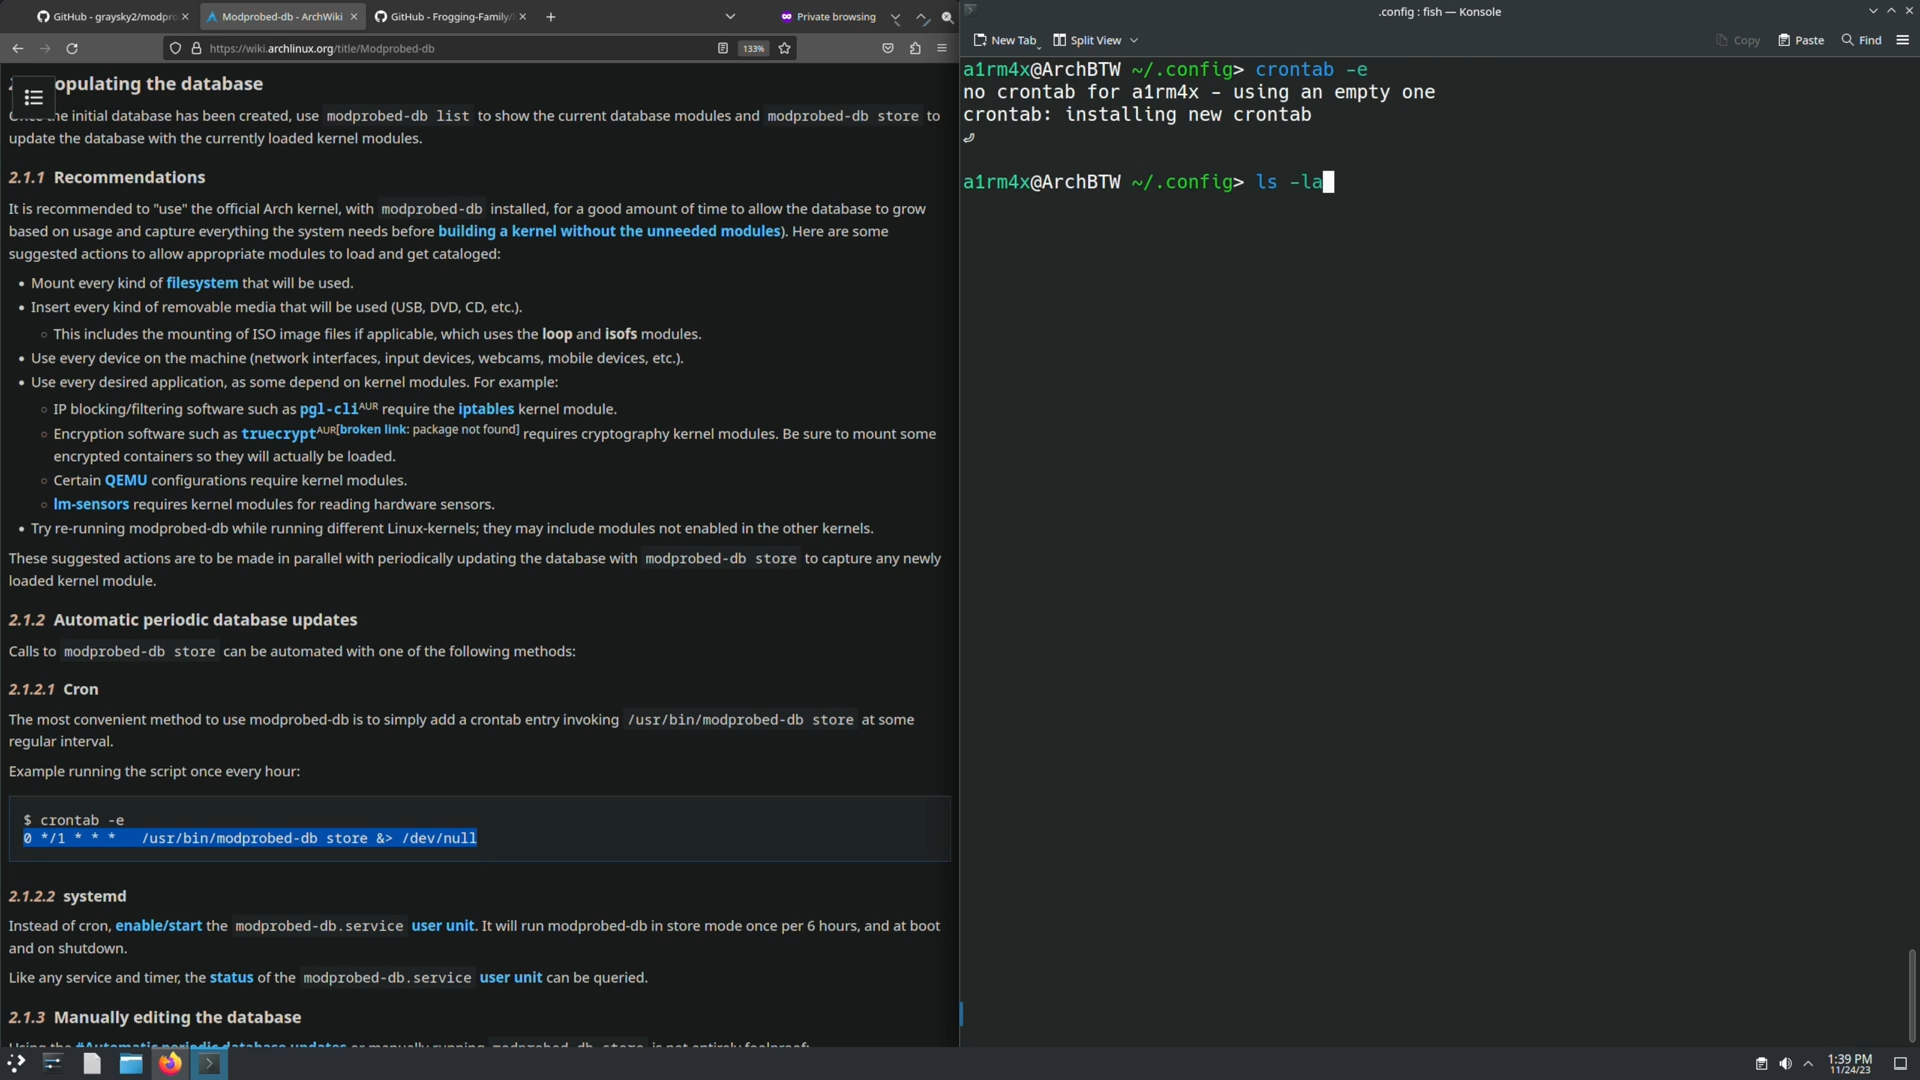 GitHub - graysky2/modpro
Modprobed-db - ArchWiki
GitHub - Frogging-Family/
Private browsing
https://wiki.archlinux.org/title/Modprobed-db
133%
opulating the database
the initial database has been created, use modprobed-db list to show the current database modules and modprobed-db store to
update the database with the currently loaded kernel modules.
2.1.1 Recommendations
It is recommended to "use" the official Arch kernel, with modprobed-db installed, for a good amount of time to allow the database to grow
based on usage and capture everything the system needs before building a kernel without the unneeded modules). Here are some
suggested actions to allow appropriate modules to load and get cataloged:
• Mount every kind of filesystem that will be used.
• Insert every kind of removable media that will be used (USB, DVD, CD, etc.).
◦ This includes the mounting of ISO image files if applicable, which uses the loop and isofs modules.
• Use every device on the machine (network interfaces, input devices, webcams, mobile devices, etc.).
• Use every desired application, as some depend on kernel modules. For example:
◦ IP blocking/filtering software such as pgl-cliAUR require the iptables kernel module.
◦ Encryption software such as truecryptAUR[broken link: package not found] requires cryptography kernel modules. Be sure to mount some
encrypted containers so they will actually be loaded.
◦ Certain QEMU configurations require kernel modules.
◦ lm-sensors requires kernel modules for reading hardware sensors.
• Try re-running modprobed-db while running different Linux-kernels; they may include modules not enabled in the other kernels.
These suggested actions are to be made in parallel with periodically updating the database with modprobed-db store to capture any newly
loaded kernel module.
2.1.2 Automatic periodic database updates
Calls to modprobed-db store can be automated with one of the following methods:
2.1.2.1 Cron
The most convenient method to use modprobed-db is to simply add a crontab entry invoking /usr/bin/modprobed-db store at some
regular interval.
Example running the script once every hour:
$ crontab -e
0 */1 * * *   /usr/bin/modprobed-db store &> /dev/null
2.1.2.2 systemd
Instead of cron, enable/start the modprobed-db.service user unit. It will run modprobed-db in store mode once per 6 hours, and at boot
and on shutdown.
Like any service and timer, the status of the modprobed-db.service user unit can be queried.
2.1.3 Manually editing the database
Using the #Automatic periodic database updates or manually running modprobed-db store is not entirely foolproof:
.config : fish — Konsole
New Tab
Split View
Copy
Paste
Find
a1rm4x@ArchBTW ~/.config> crontab -e
no crontab for a1rm4x - using an empty one
crontab: installing new crontab
⏎
a1rm4x@ArchBTW ~/.config> ls -la
1:39 PM
11/24/23